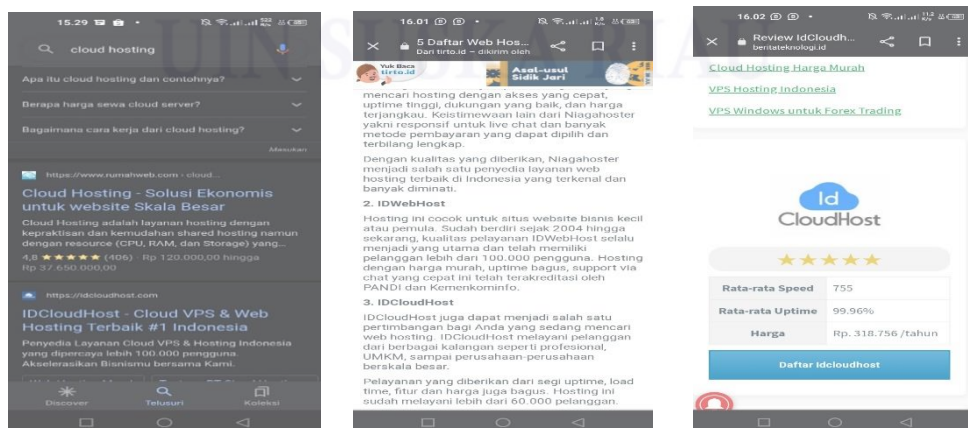 UIN SUSKA RIAU
15.29
cloud hosting
Apa itu cloud hosting dan contohnya?
Berapa harga sewa cloud server?
Bagaimana cara kerja dari cloud hosting?
Masukan
https://www.rumahweb.com › cloud...
Cloud Hosting - Solusi Ekonomis
untuk website Skala Besar
Cloud Hosting adalah layanan hosting dengan
kepraktisan dan kemudahan shared hosting namun
dengan resource (CPU, RAM, dan Storage) yang...
4,8 ★★★★★ (406) · Rp 120.000,00 hingga
Rp 37.650.000,00
https://idcloudhost.com
IDCloudHost - Cloud VPS & Web
Hosting Terbaik #1 Indonesia
Penyedia Layanan Cloud VPS & Hosting Indonesia
yang dipercaya lebih 100.000 pengguna.
Akselerasikan Bisnismu bersama Kami.
Discover Telusuri Koleksi
16.01
5 Daftar Web Hos...
Dari tirto.id – dikirim oleh
Yuk Baca
tirto.id
Asal-usul
Sidik Jari
mencari hosting dengan akses yang cepat,
uptime tinggi, dukungan yang baik, dan harga
terjangkau. Keistimewaan lain dari Niagahoster
yakni responsif untuk live chat dan banyak
metode pembayaran yang dapat dipilih dan
terbilang lengkap.
Dengan kualitas yang diberikan, Niagahoster
menjadi salah satu penyedia layanan web
hosting terbaik di Indonesia yang terkenal dan
banyak diminati.
2. IDWebHost
Hosting ini cocok untuk situs website bisnis kecil
atau pemula. Sudah berdiri sejak 2004 hingga
sekarang, kualitas pelayanan IDWebHost selalu
menjadi yang utama dan telah memiliki
pelanggan lebih dari 100.000 pengguna. Hosting
dengan harga murah, uptime bagus, support via
chat yang cepat ini telah terakreditasi oleh
PANDI dan Kemenkominfo.
3. IDCloudHost
IDCloudHost juga dapat menjadi salah satu
pertimbangan bagi Anda yang sedang mencari
web hosting. IDCloudHost melayani pelanggan
dari berbagai kalangan seperti profesional,
UMKM, sampai perusahaan-perusahaan
berskala besar.
Pelayanan yang diberikan dari segi uptime, load
time, fitur dan harga juga bagus. Hosting ini
sudah melayani lebih dari 60.000 pelanggan.
16.02
Review IdCloudh...
beritateknologi.id
Cloud Hosting Harga Murah
VPS Hosting Indonesia
VPS Windows untuk Forex Trading
Id
CloudHost
★★★★★
Rata-rata Speed 755
Rata-rata Uptime 99.96%
Harga Rp. 318.756 /tahun
Daftar Idcloudhost